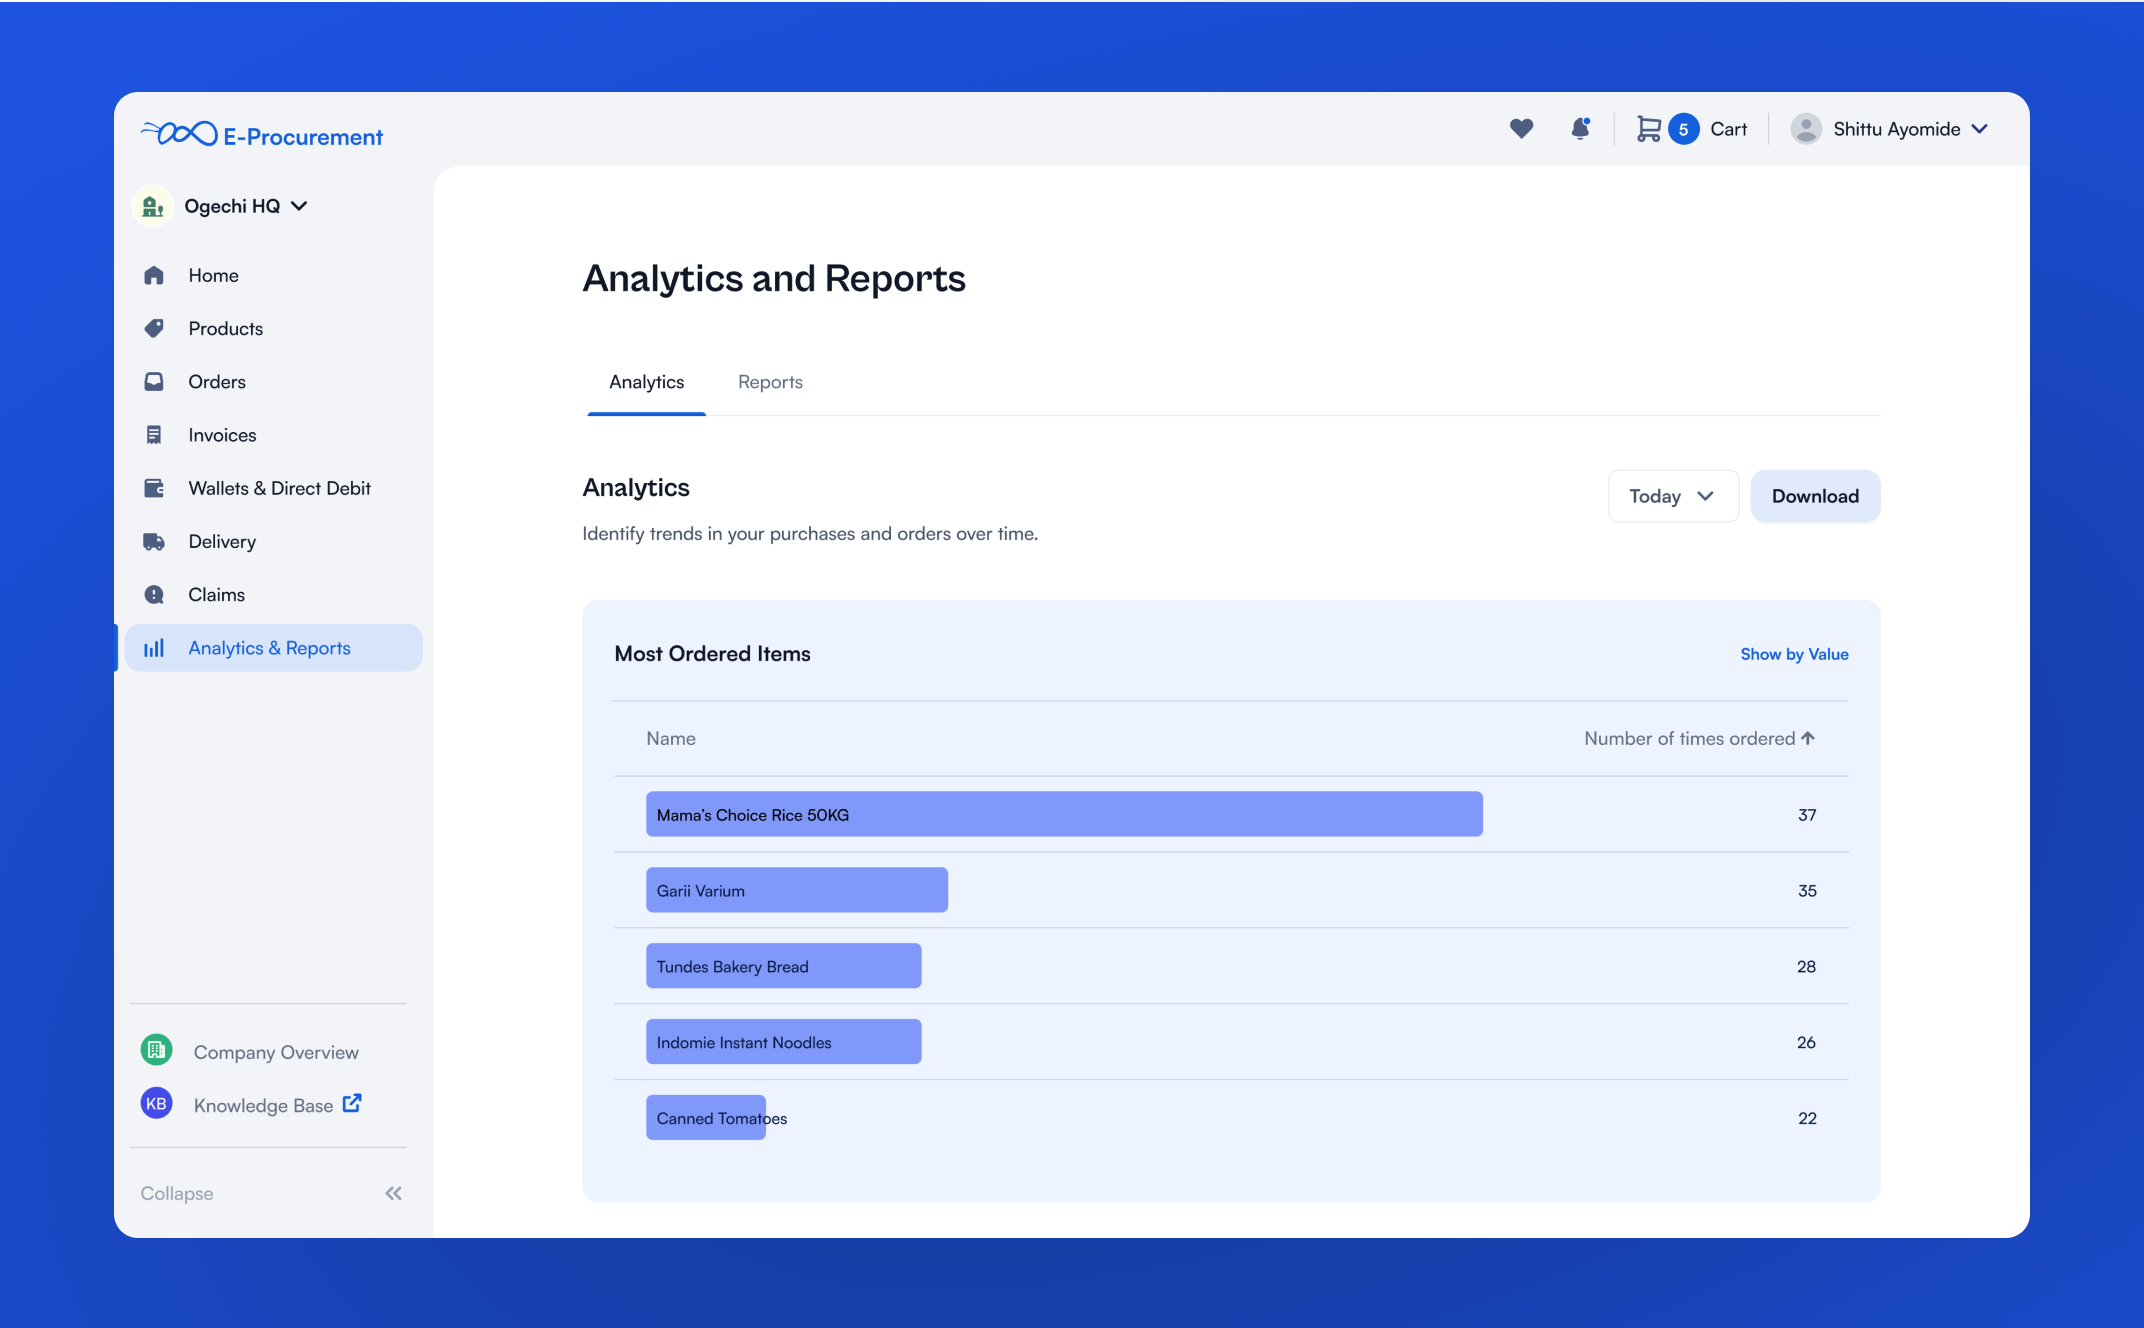 E-Procurement
5 Cart
Shittu Ayomide
Ogechi HQ
Home
Products
Orders
Invoices
Wallets & Direct Debit
Delivery
Claims
Analytics & Reports
Company Overview
KB Knowledge Base
Collapse
Analytics and Reports
Analytics Reports
Analytics
Identify trends in your purchases and orders over time.
Today Download
Most Ordered Items Show by Value
Name Number of times ordered
Mama's Choice Rice 50KG 37
Garii Varium 35
Tundes Bakery Bread 28
Indomie Instant Noodles 26
Canned Tomatoes 22